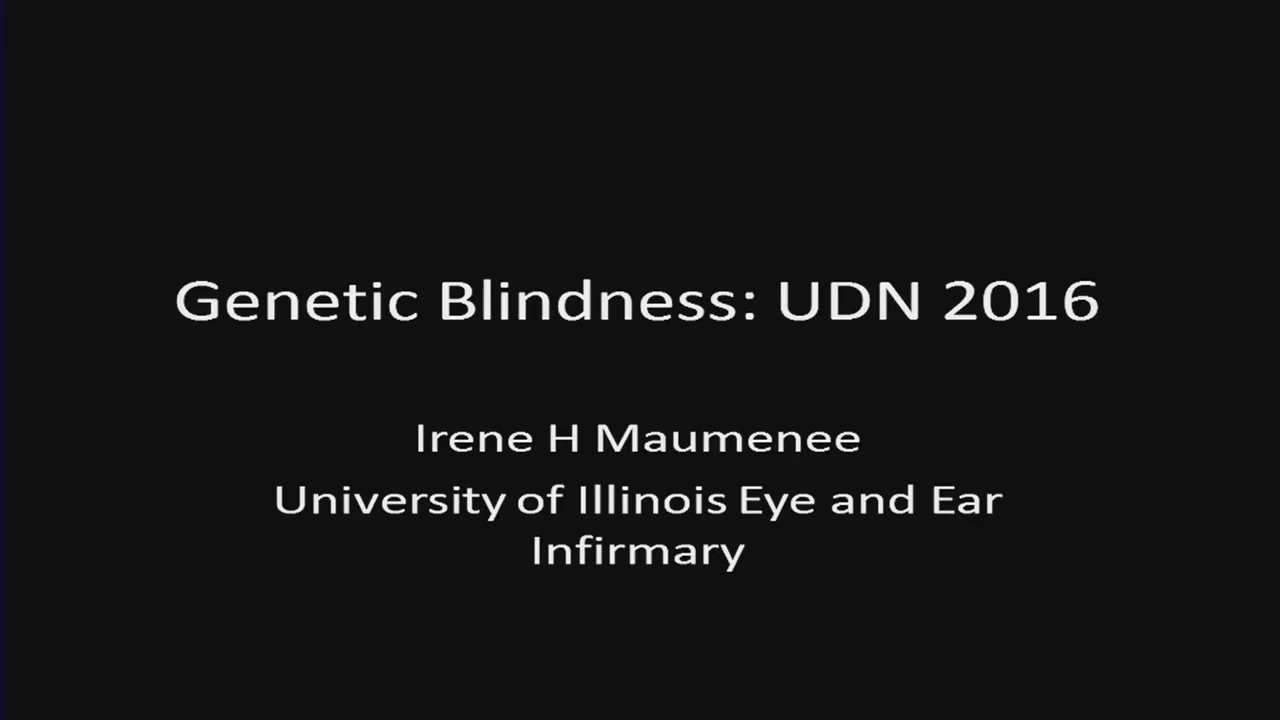 Genetic Blindness: UDN 2016
Irene H Maumenee
University of Illinois Eye and Ear
Infirmary